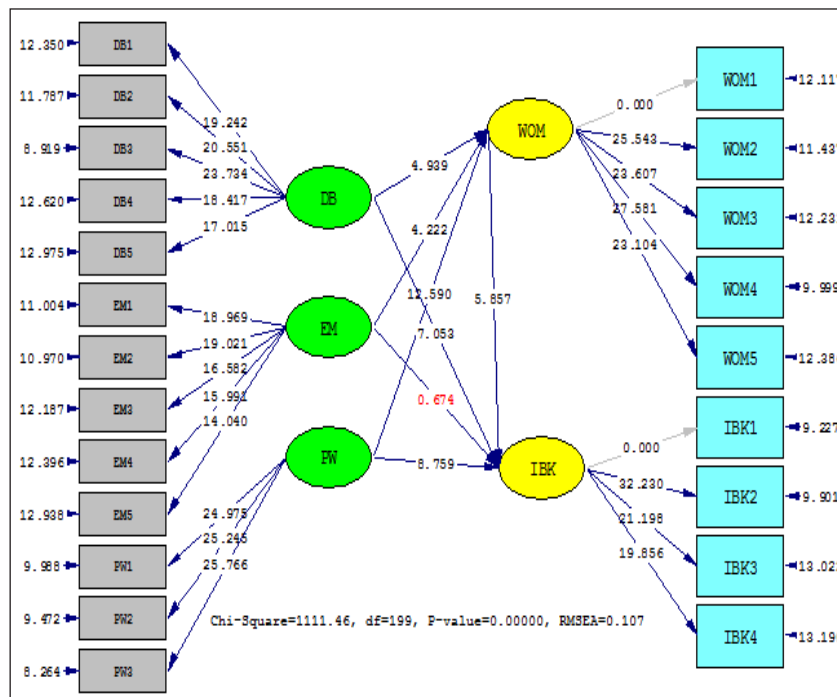 12.350 DB1
11.787 DB2
8.919 DB3
12.620 DB4
12.975 DB5
11.004 EM1
10.970 EM2
12.187 EM3
12.396 EM4
12.938 EM5
9.988 PW1
9.472 PW2
8.264 PW3
19.242
20.551
23.734
18.417
17.015
18.969
19.021
16.582
15.991
14.040
24.975
25.245
25.766
DB
EM
PW
4.939
4.222
12.590
7.053
0.674
8.759
5.857
WOM
IBK
0.000
25.543
23.607
27.581
23.104
0.000
32.230
21.198
19.856
WOM1
WOM2
WOM3
WOM4 9.999
WOM5
IBK1 9.227
IBK2 9.901
IBK3
IBK4
Chi-Square=1111.46, df=199, P-value=0.00000, RMSEA=0.107